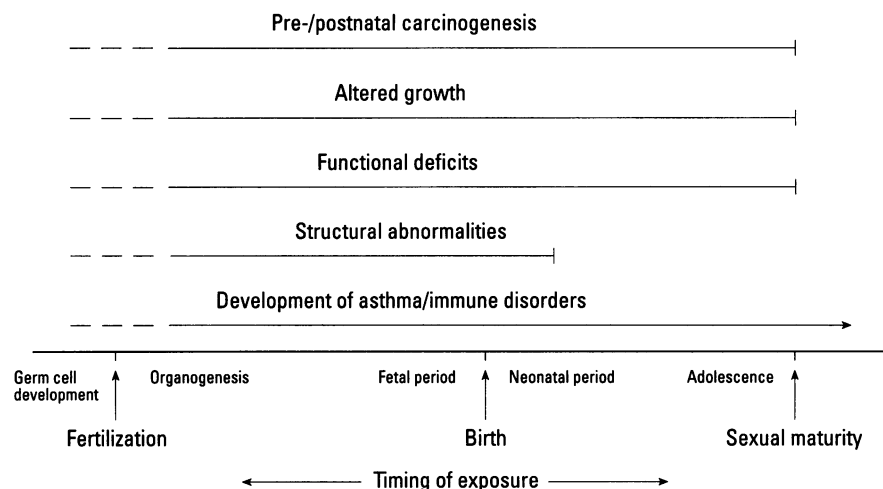 Pre-/postnatal carcinogenesis
Altered growth
Functional deficits
Structural abnormalities
Development of asthma/immune disorders
Germ cell development
Organogenesis
Fetal period
Neonatal period
Adolescence
Fertilization
Birth
Sexual maturity
Timing of exposure